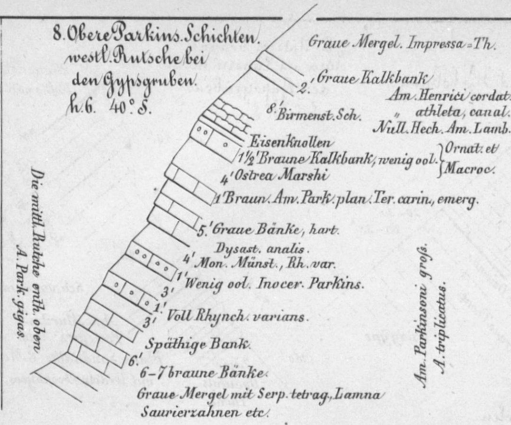 8. Obere Parkins. Schichten.
westl. Rutsche bei
den Gypsgruben.
h. 6. 40° S.
Graue Mergel. Impressa=Th.
2.' Graue Kalkbank
Am. Henrici cordat.
8.' Birmenst. Sch. „ athleta, canal.
Null. Hech. Am. Lamb.
Eisenknollen
1½' Braune Kalkbank, wenig ool. } Ornat. et Macroc.
4' Ostrea Marshi
1' Braun. Am. Park. plan. Ter. carin., emerg.
5.' Graue Bänke, hart.
Dysast. analis.
4' Mon. Münst., Rh. var.
1' Wenig ool. Inocer. Parkins.
3'
1.' Voll Rhynch. varians.
3'
Späthige Bank.
6.'
6-7 braune Bänke.
Graue Mergel mit Serp. tetrag., Lamna
Saurierzahnen etc.
Die mittl. Rutsche enth. oben
A. Park. gigas.
Am. Parkinsoni groß.
A. triplicatus.